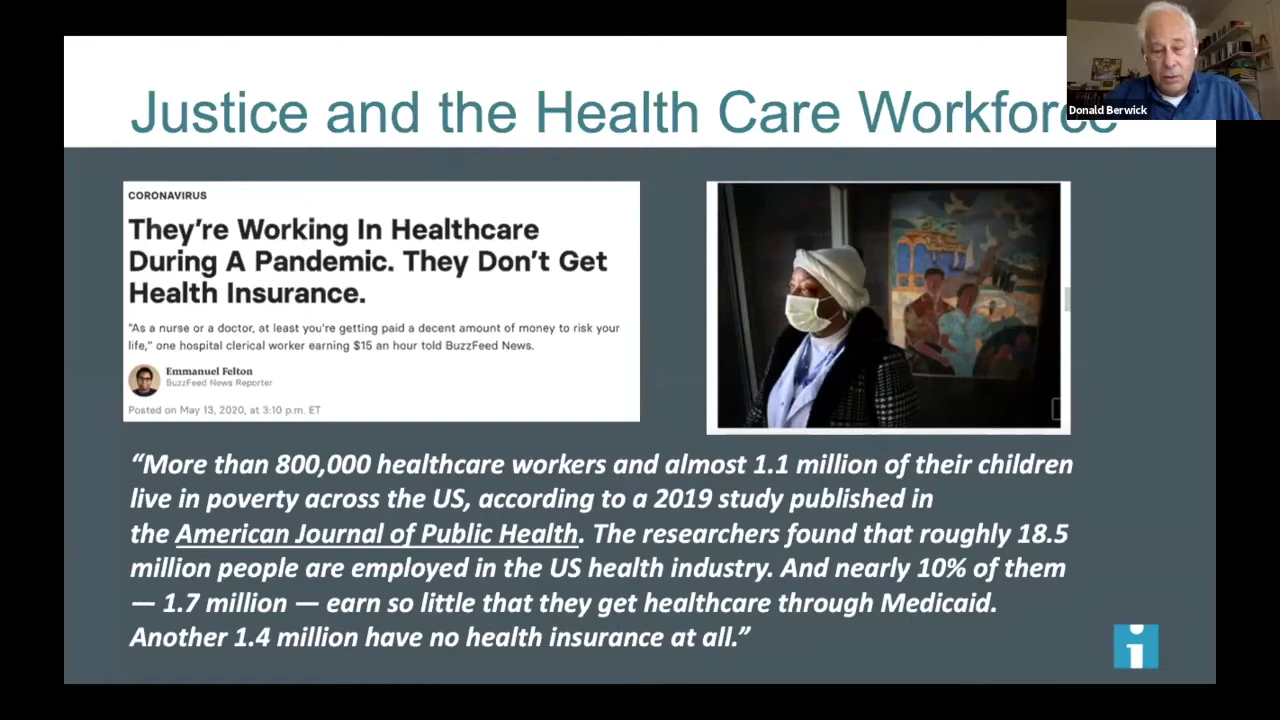 Justice and the Health Care Workforce
Donald Berwick
CORONAVIRUS
They're Working In Healthcare
During A Pandemic. They Don't Get
Health Insurance.
"As a nurse or a doctor, at least you're getting paid a decent amount of money to risk your
life," one hospital clerical worker earning $15 an hour told BuzzFeed News.
Emmanuel Felton
BuzzFeed News Reporter
Posted on May 13, 2020, at 3:10 p.m. ET
“More than 800,000 healthcare workers and almost 1.1 million of their children
live in poverty across the US, according to a 2019 study published in
the American Journal of Public Health. The researchers found that roughly 18.5
million people are employed in the US health industry. And nearly 10% of them
— 1.7 million — earn so little that they get healthcare through Medicaid.
Another 1.4 million have no health insurance at all.”